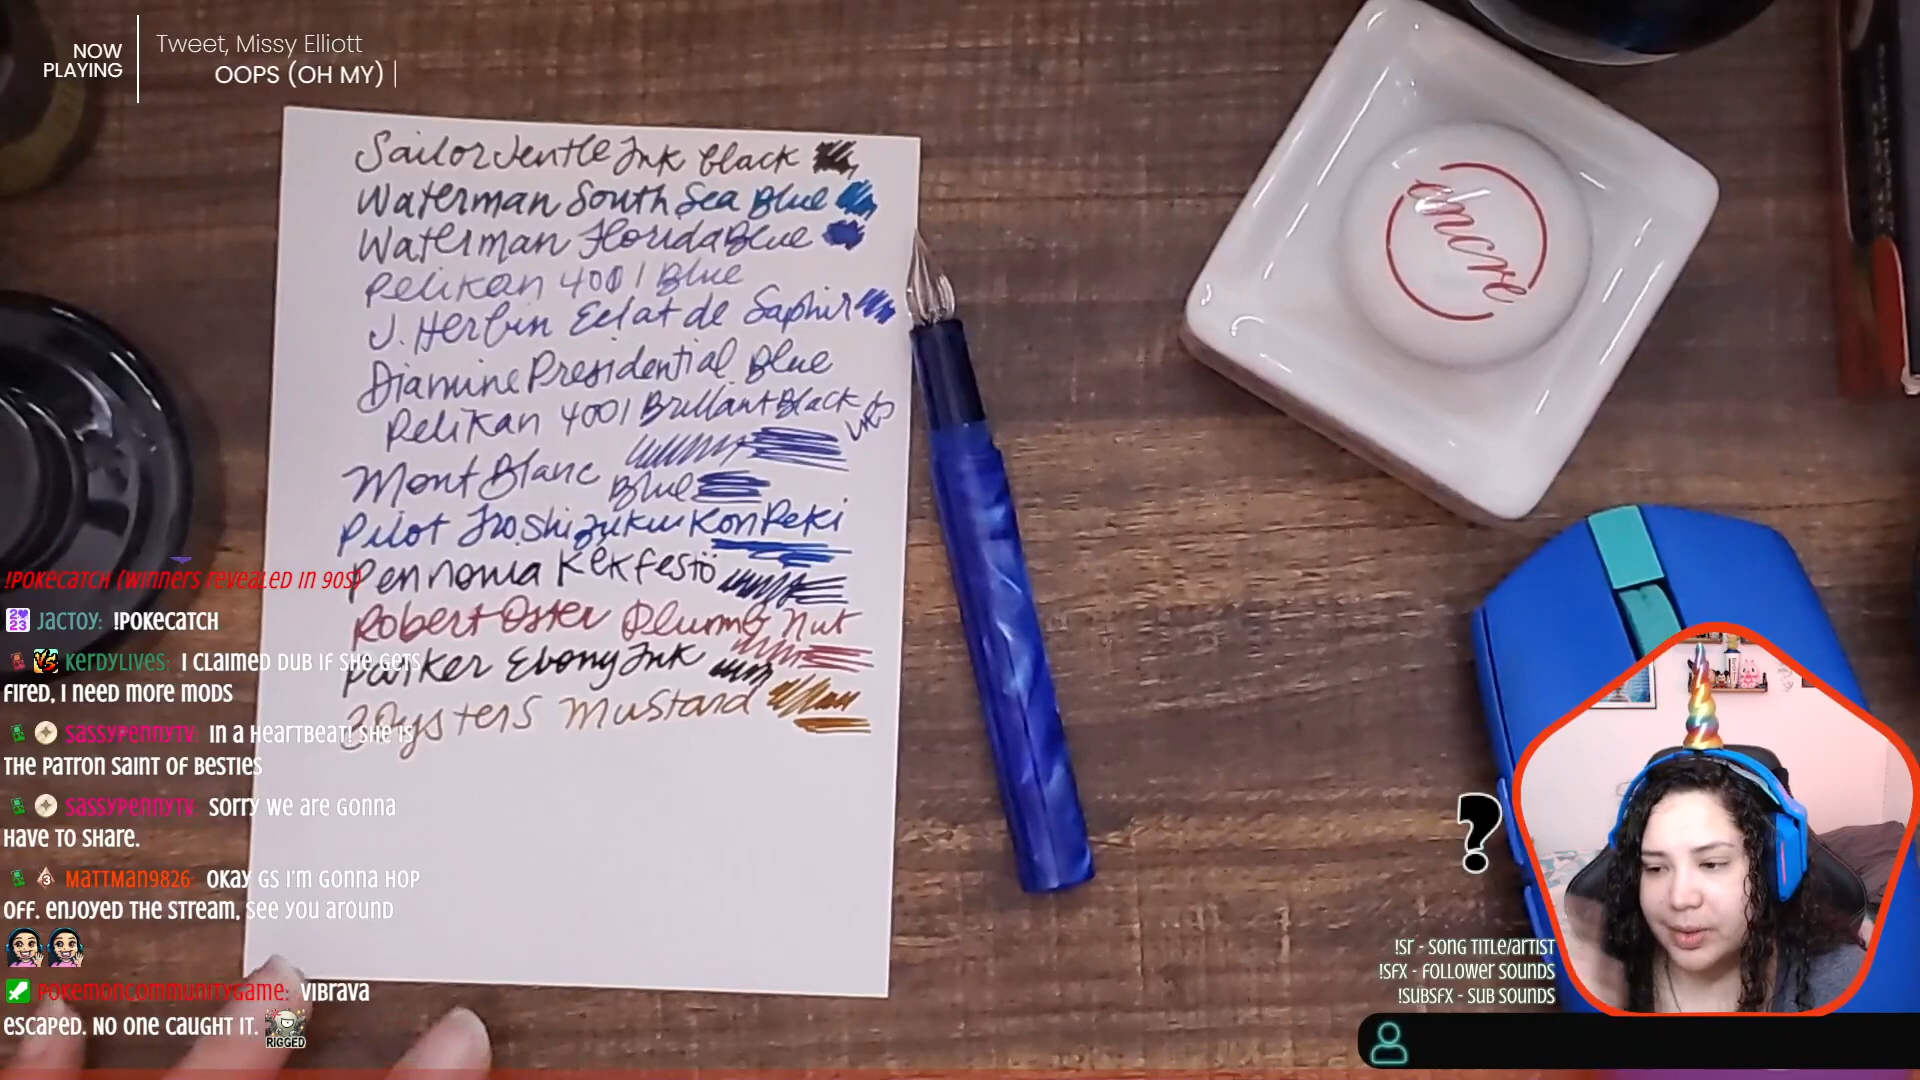 NOW
PLAYING
Tweet, Missy Elliott
OOPS (OH MY)
Sailor Jentle Ink Black
Waterman South Sea Blue
Waterman Florida Blue
Pelikan 4001 Blue
J. Herbin Eclat de Saphir
Diamine Presidential Blue
Pelikan 4001 Brillant Black
Mont Blanc
Blue
Pilot Iroshizuku Kon Peki
Pennonia Kékfestö
Robert Oster Plumb Nut
Parker Ebony Ink
3 Oysters Mustard
encre
!POKECATCH (WINNERS REVEALED IN 90S)
JACTOY: !POKECATCH
KERDYLIVES: I CLAIMED DUB IF SHE GETS
FIRED, I NEED MORE MODS
SASSYPENNYTV: IN A HEARTBEAT! SHE IS
THE PATRON SAINT OF BESTIES
SASSYPENNYTV: SORRY WE ARE GONNA
HAVE TO SHARE.
MATTMAN9826: OKAY GS I'M GONNA HOP
OFF. ENJOYED THE STREAM, SEE YOU AROUND
POKEMONCOMMUNITYGAME: VIBRAVA
ESCAPED. NO ONE CAUGHT IT.
RIGGED
?
!SR - SONG TITLE/ARTIST
!SFX - FOLLOWER SOUNDS
!SUBSFX - SUB SOUNDS